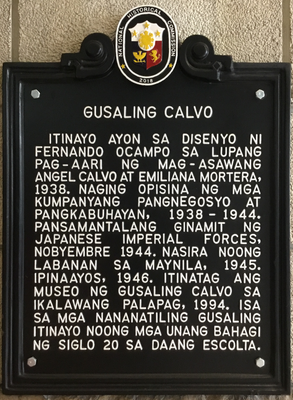 NATIONAL HISTORICAL COMMISSION
2018
GUSALING CALVO
ITINAYO AYON SA DISENYO NI
FERNANDO OCAMPO SA LUPANG
PAG-AARI NG MAG-ASAWANG
ANGEL CALVO AT EMILIANA MORTERA,
1938. NAGING OPISINA NG MGA
KUMPANYANG PANGNEGOSYO AT
PANGKABUHAYAN, 1938-1944.
PANSAMANTALANG GINAMIT NG
JAPANESE IMPERIAL FORCES,
NOBYEMBRE 1944. NASIRA NOONG
LABANAN SA MAYNILA, 1945.
IPINAAYOS, 1946. ITINATAG ANG
MUSEO NG GUSALING CALVO SA
IKALAWANG PALAPAG, 1994. ISA
SA MGA NANANATILING GUSALING
ITINAYO NOONG MGA UNANG BAHAGI
NG SIGLO 20 SA DAANG ESCOLTA.